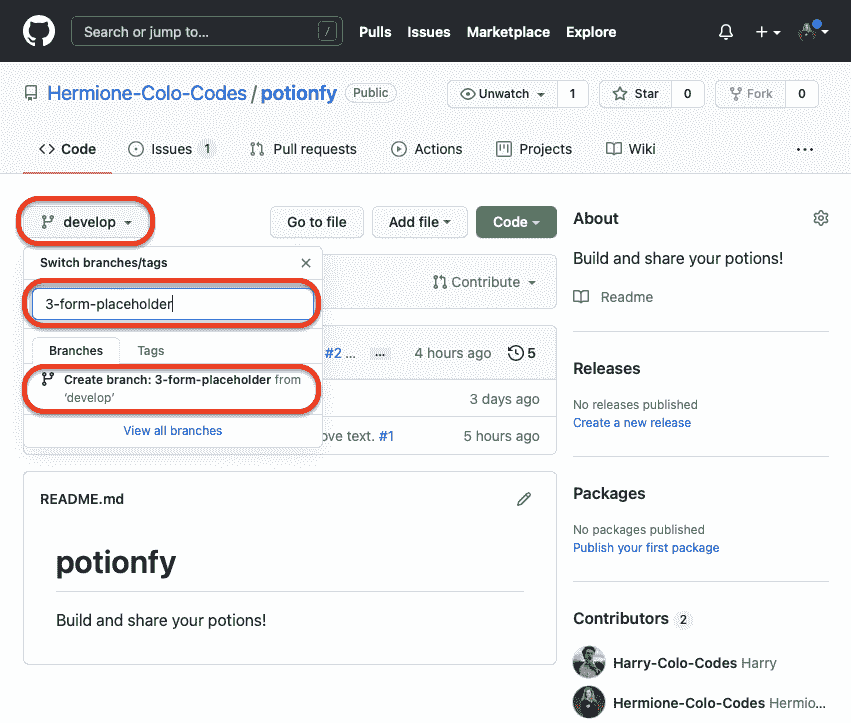 Search or jump to... / Pulls Issues Marketplace Explore
Hermione-Colo-Codes / potionfy Public Unwatch 1 Star 0 Fork 0
Code Issues 1 Pull requests Actions Projects Wiki ...
develop Go to file Add file Code
Switch branches/tags
3-form-placeholder
Contribute
Branches Tags
#2 ... ... 4 hours ago 5
Create branch: 3-form-placeholder from
‘develop’
3 days ago
View all branches
ove text. #1 5 hours ago
README.md
potionfy
Build and share your potions!
About
Build and share your potions!
Readme
Releases
No releases published
Create a new release
Packages
No packages published
Publish your first package
Contributors 2
Harry-Colo-Codes Harry
Hermione-Colo-Codes Hermio...